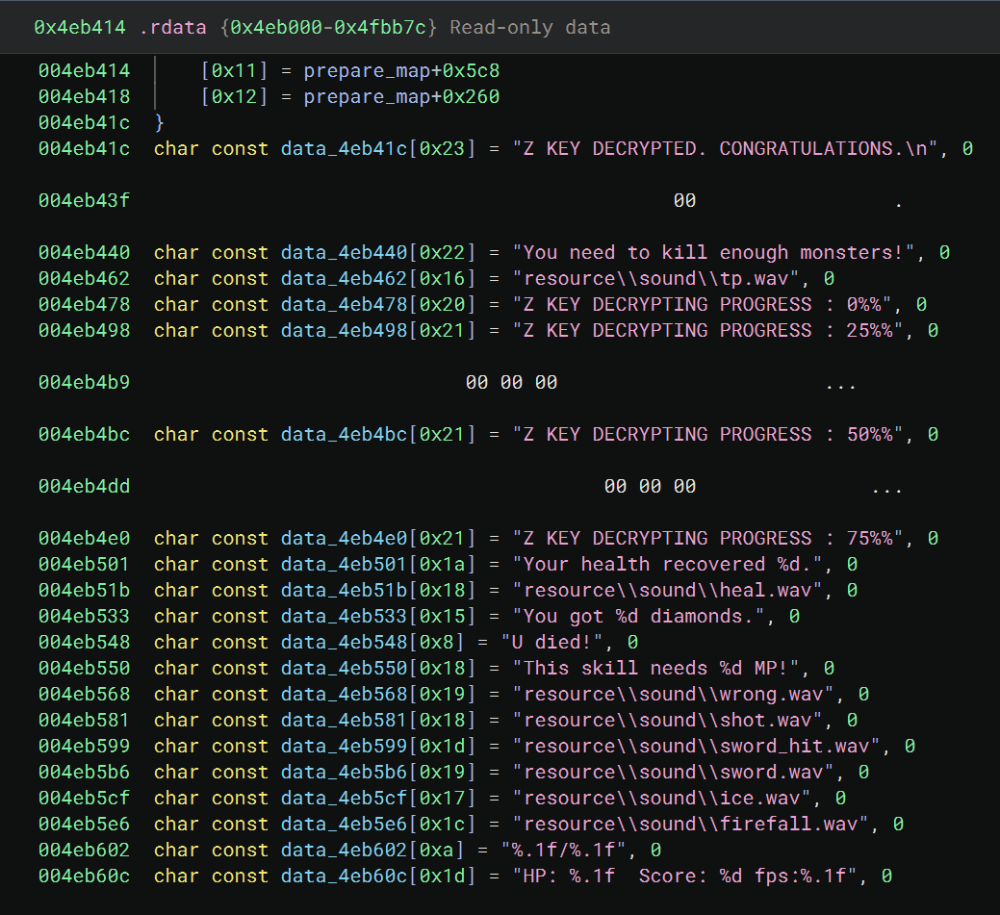 0x4eb414 .rdata {0x4eb000-0x4fbb7c} Read-only data
004eb414 [0x11] = prepare_map+0x5c8
004eb418 [0x12] = prepare_map+0x260
004eb41c }
004eb41c char const data_4eb41c[0x23] = "Z KEY DECRYPTED. CONGRATULATIONS.\n", 0
004eb43f 00 .
004eb440 char const data_4eb440[0x22] = "You need to kill enough monsters!", 0
004eb462 char const data_4eb462[0x16] = "resource\\sound\\tp.wav", 0
004eb478 char const data_4eb478[0x20] = "Z KEY DECRYPTING PROGRESS : 0%%", 0
004eb498 char const data_4eb498[0x21] = "Z KEY DECRYPTING PROGRESS : 25%%", 0
004eb4b9 00 00 00 ...
004eb4bc char const data_4eb4bc[0x21] = "Z KEY DECRYPTING PROGRESS : 50%%", 0
004eb4dd 00 00 00 ...
004eb4e0 char const data_4eb4e0[0x21] = "Z KEY DECRYPTING PROGRESS : 75%%", 0
004eb501 char const data_4eb501[0x1a] = "Your health recovered %d.", 0
004eb51b char const data_4eb51b[0x18] = "resource\\sound\\heal.wav", 0
004eb533 char const data_4eb533[0x15] = "You got %d diamonds.", 0
004eb548 char const data_4eb548[0x8] = "U died!", 0
004eb550 char const data_4eb550[0x18] = "This skill needs %d MP!", 0
004eb568 char const data_4eb568[0x19] = "resource\\sound\\wrong.wav", 0
004eb581 char const data_4eb581[0x18] = "resource\\sound\\shot.wav", 0
004eb599 char const data_4eb599[0x1d] = "resource\\sound\\sword_hit.wav", 0
004eb5b6 char const data_4eb5b6[0x19] = "resource\\sound\\sword.wav", 0
004eb5cf char const data_4eb5cf[0x17] = "resource\\sound\\ice.wav", 0
004eb5e6 char const data_4eb5e6[0x1c] = "resource\\sound\\firefall.wav", 0
004eb602 char const data_4eb602[0xa] = "%.1f/%.1f", 0
004eb60c char const data_4eb60c[0x1d] = "HP: %.1f  Score: %d fps:%.1f", 0